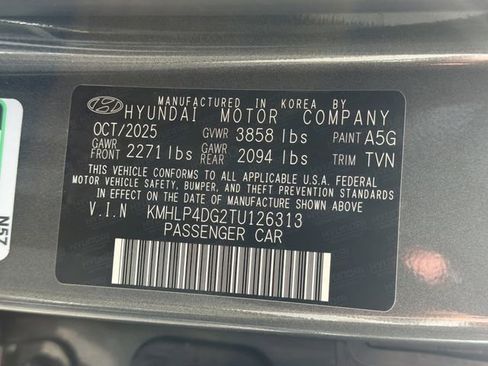 MANUFACTURED IN KOREA BY
HYUNDAI MOTOR COMPANY
OCT/2025 GVWR 3858 lbs PAINT A5G
GAWR FRONT 2271 lbs GAWR REAR 2094 lbs TRIM TVN
THIS VEHICLE CONFORMS TO ALL APPLICABLE U.S.A. FEDERAL
MOTOR VEHICLE SAFETY, BUMPER, AND THEFT PREVENTION STANDARDS
IN EFFECT ON THE DATE OF MANUFACTURE SHOWN ABOVE.
V.I.N KMHLP4DG2TU126313
PASSENGER CAR
N57